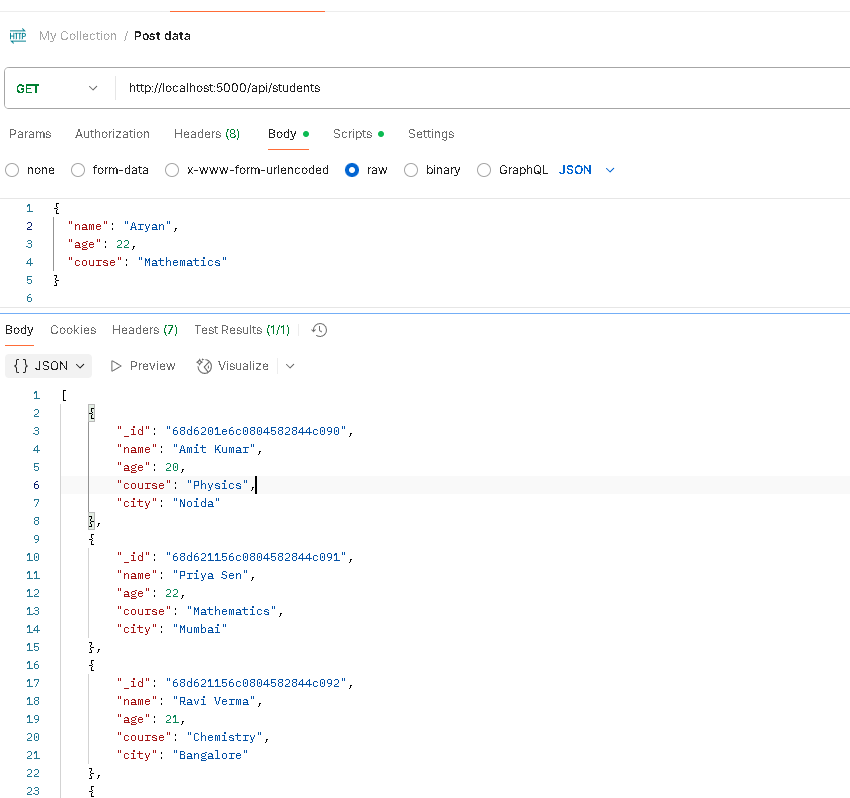 HTTP My Collection / Post data
GET http://localhost:5000/api/students
Params Authorization Headers (8) Body Scripts Settings
none form-data x-www-form-urlencoded raw binary GraphQL JSON
1 {
2 "name": "Aryan",
3 "age": 22,
4 "course": "Mathematics"
5 }
6
Body Cookies Headers (7) Test Results (1/1)
{} JSON Preview Visualize
1 [
2 {
3 "_id": "68d6201e6c0804582844c090",
4 "name": "Amit Kumar",
5 "age": 20,
6 "course": "Physics",
7 "city": "Noida"
8 },
9 {
10 "_id": "68d621156c0804582844c091",
11 "name": "Priya Sen",
12 "age": 22,
13 "course": "Mathematics",
14 "city": "Mumbai"
15 },
16 {
17 "_id": "68d621156c0804582844c092",
18 "name": "Ravi Verma",
19 "age": 21,
20 "course": "Chemistry",
21 "city": "Bangalore"
22 },
23 {